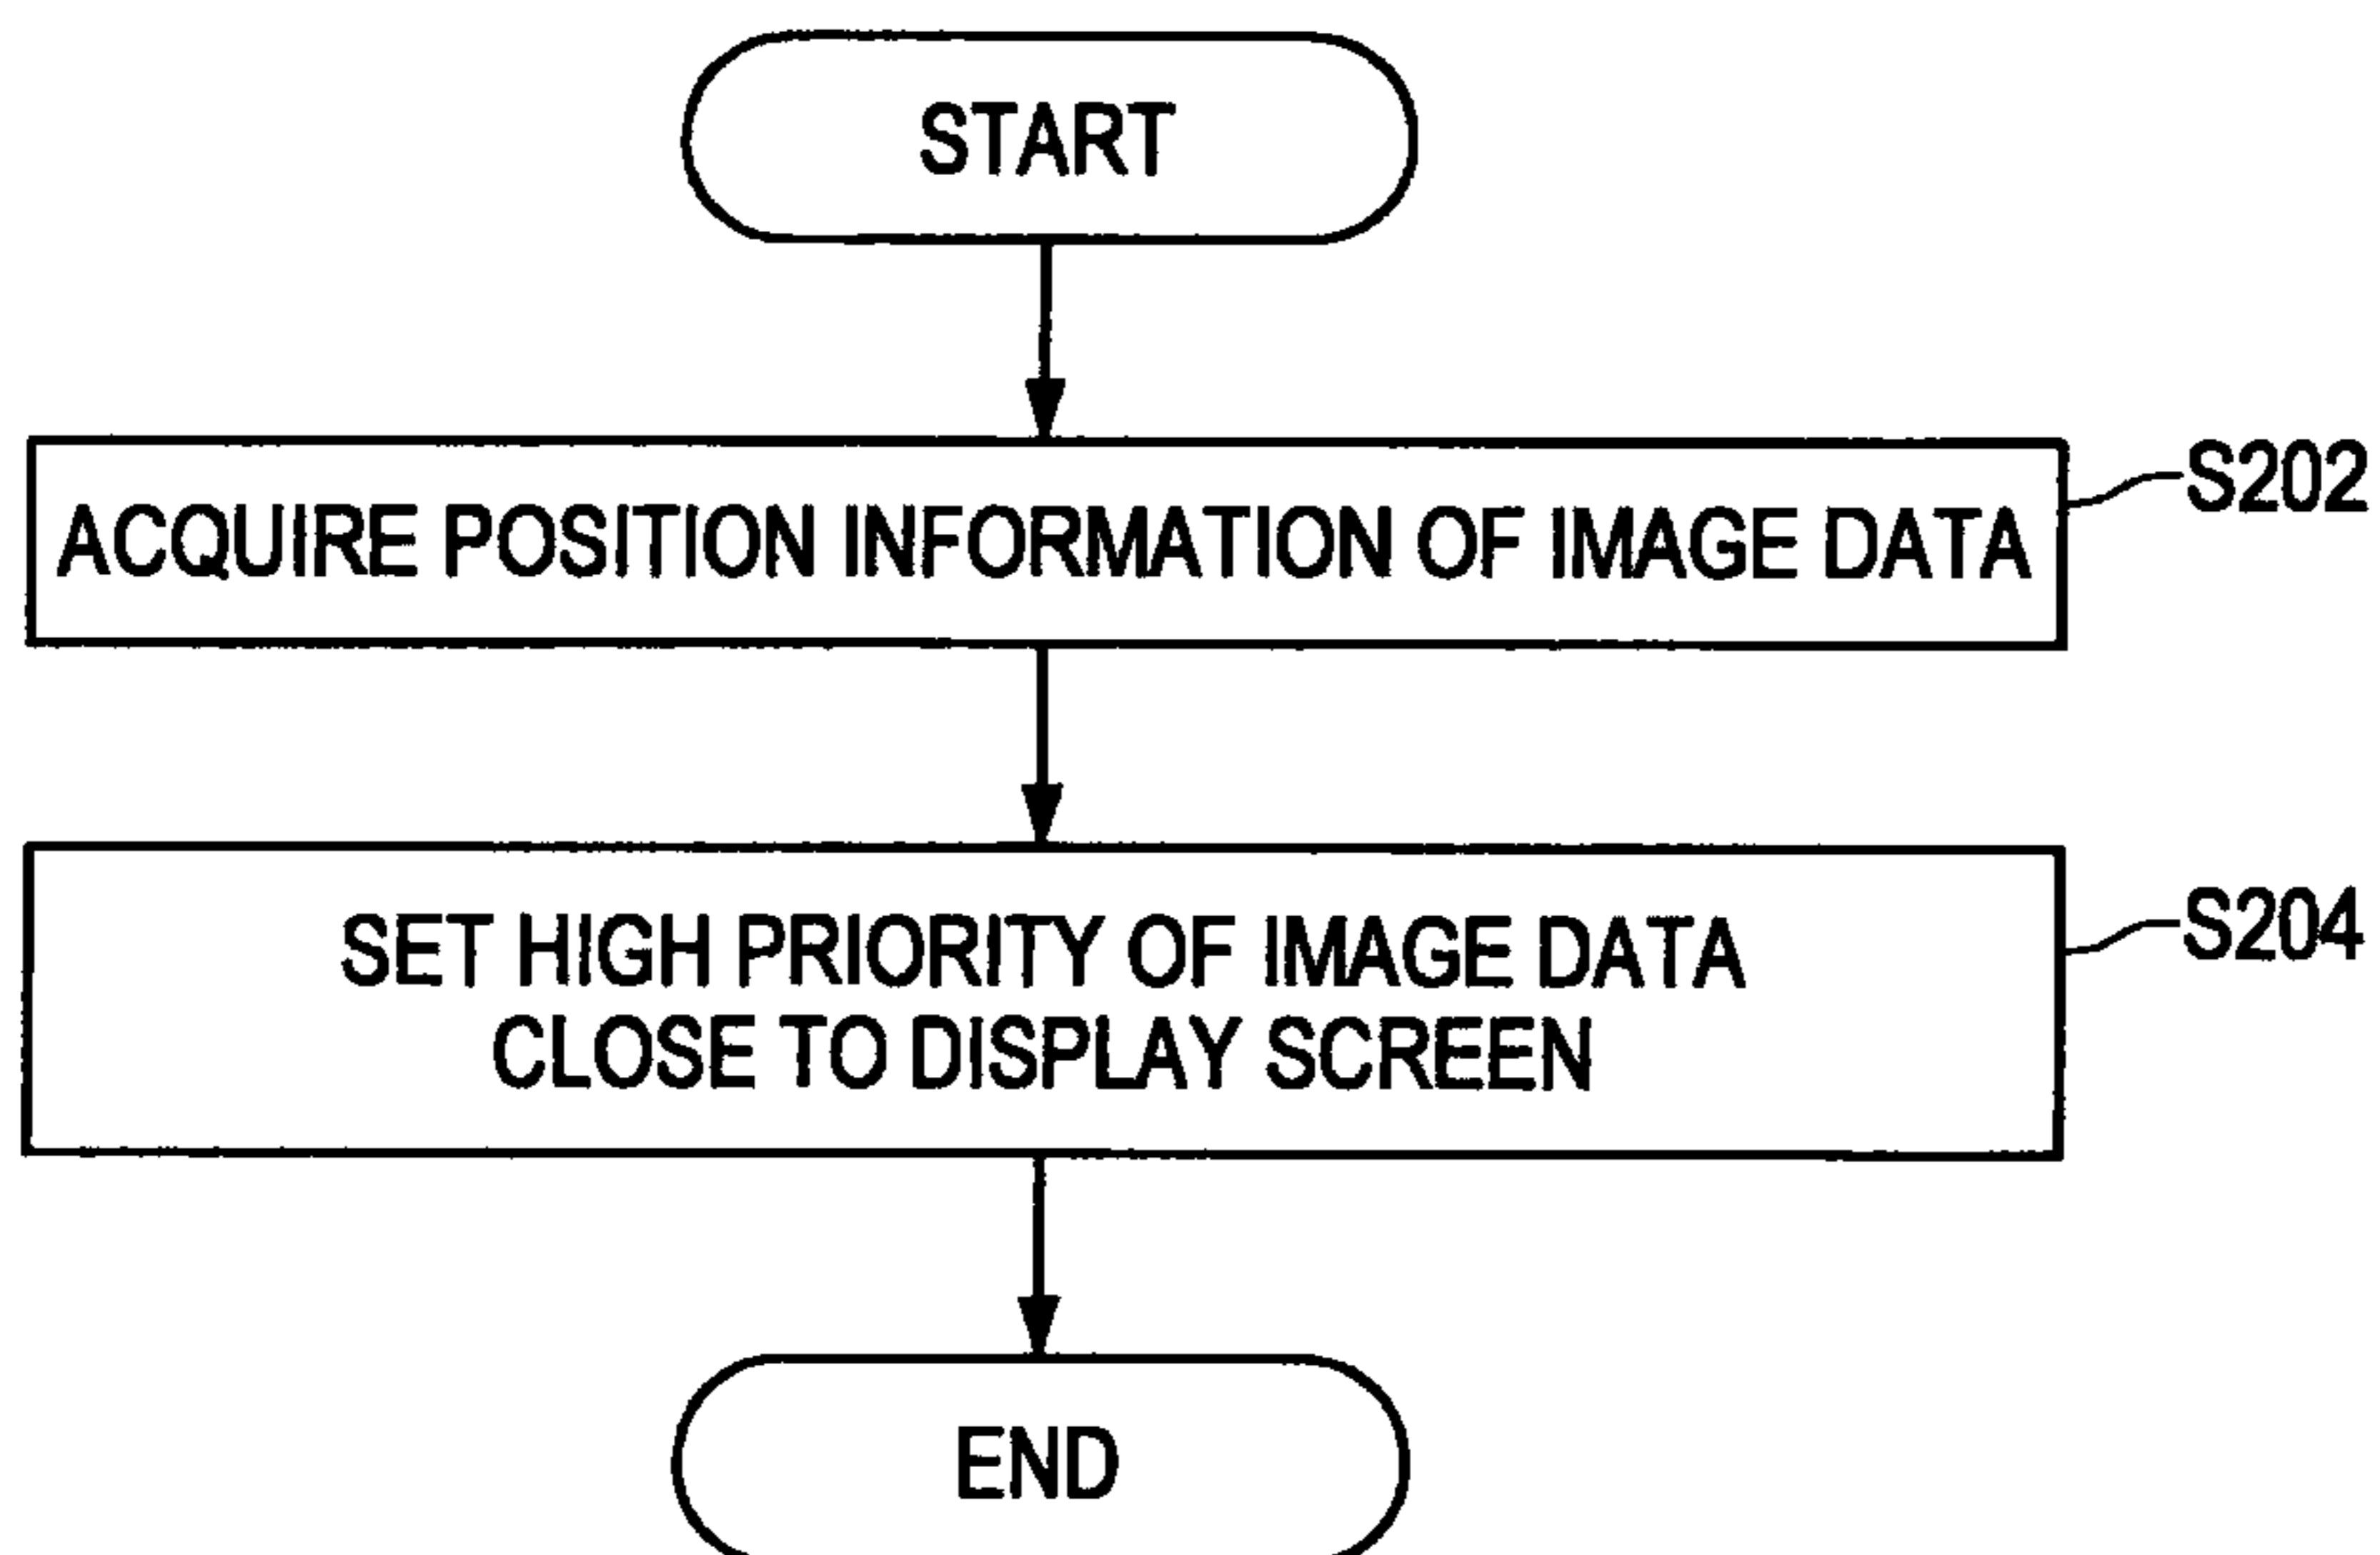 START
ACQUIRE POSITION INFORMATION OF IMAGE DATA
S202
SET HIGH PRIORITY OF IMAGE DATA
CLOSE TO DISPLAY SCREEN
S204
END